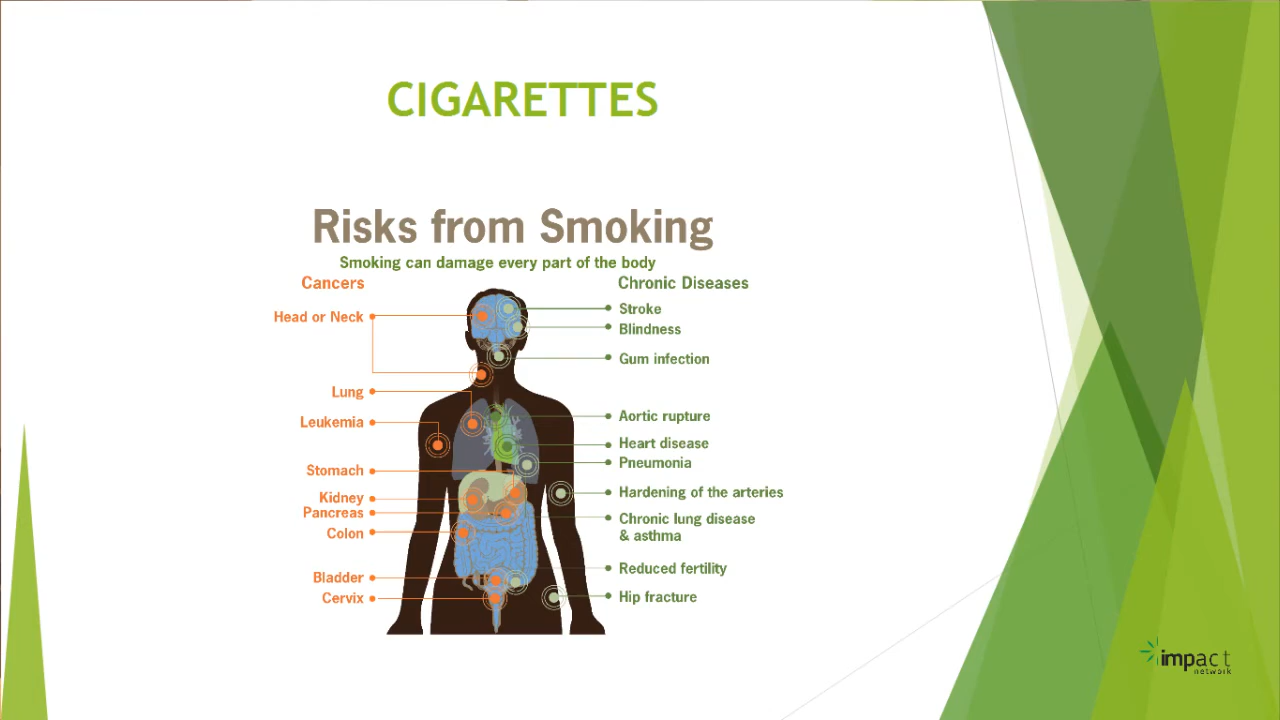 CIGARETTES
Risks from Smoking
Smoking can damage every part of the body
Cancers
Head or Neck
Lung
Leukemia
Stomach
Kidney
Pancreas
Colon
Bladder
Cervix
Chronic Diseases
Stroke
Blindness
Gum infection
Aortic rupture
Heart disease
Pneumonia
Hardening of the arteries
Chronic lung disease
& asthma
Reduced fertility
Hip fracture
impact
network